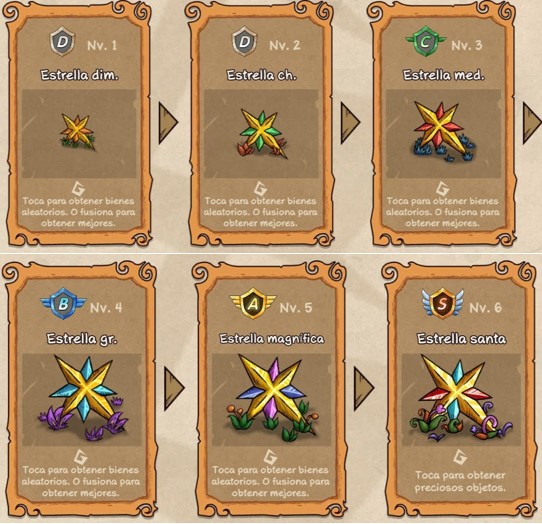 D Nv. 1
Estrella dim.
Toca para obtener bienes
aleatorios. O fusiona para
obtener mejores.
D Nv. 2
Estrella ch.
Toca para obtener bienes
aleatorios. O fusiona para
obtener mejores.
C Nv. 3
Estrella med.
Toca para obtener bienes
aleatorios. O fusiona para
obtener mejores.
B Nv. 4
Estrella gr.
Toca para obtener bienes
aleatorios. O fusiona para
obtener mejores.
A Nv. 5
Estrella magnífica
Toca para obtener bienes
aleatorios. O fusiona para
obtener mejores.
S Nv. 6
Estrella santa
Toca para obtener
preciosos objetos.